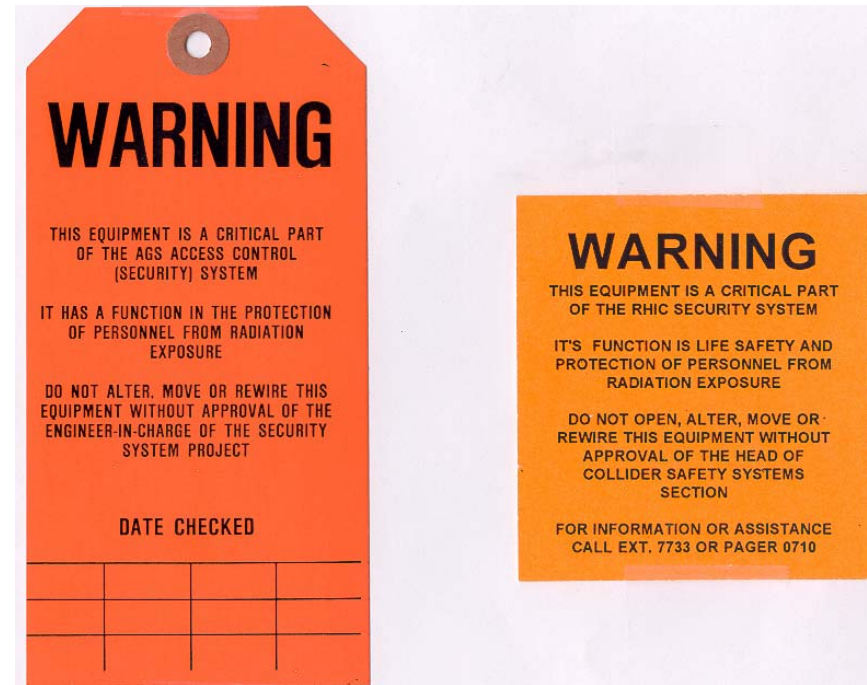 WARNING
THIS EQUIPMENT IS A CRITICAL PART
OF THE AGS ACCESS CONTROL
(SECURITY) SYSTEM
IT HAS A FUNCTION IN THE PROTECTION
OF PERSONNEL FROM RADIATION
EXPOSURE
DO NOT ALTER, MOVE OR REWIRE THIS
EQUIPMENT WITHOUT APPROVAL OF THE
ENGINEER-IN-CHARGE OF THE SECURITY
SYSTEM PROJECT
DATE CHECKED
WARNING
THIS EQUIPMENT IS A CRITICAL PART
OF THE RHIC SECURITY SYSTEM
IT'S FUNCTION IS LIFE SAFETY AND
PROTECTION OF PERSONNEL FROM
RADIATION EXPOSURE
DO NOT OPEN, ALTER, MOVE OR
REWIRE THIS EQUIPMENT WITHOUT
APPROVAL OF THE HEAD OF
COLLIDER SAFETY SYSTEMS
SECTION
FOR INFORMATION OR ASSISTANCE
CALL EXT. 7733 OR PAGER 0710